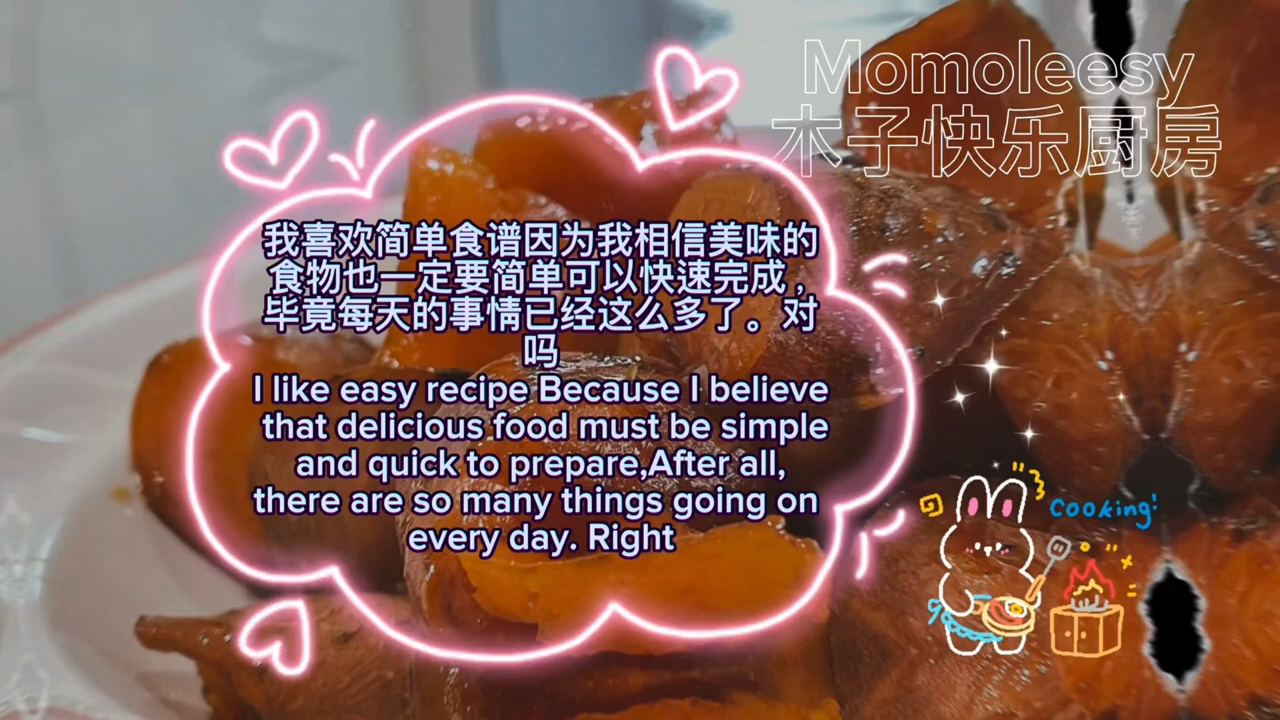 Momoleesy
木子快乐厨房
我喜欢简单食谱因为我相信美味的
食物也一定要简单可以快速完成，
毕竟每天的事情已经这么多了。对
吗
I like easy recipe Because I believe
that delicious food must be simple
and quick to prepare,After all,
there are so many things going on
every day. Right
cooking!